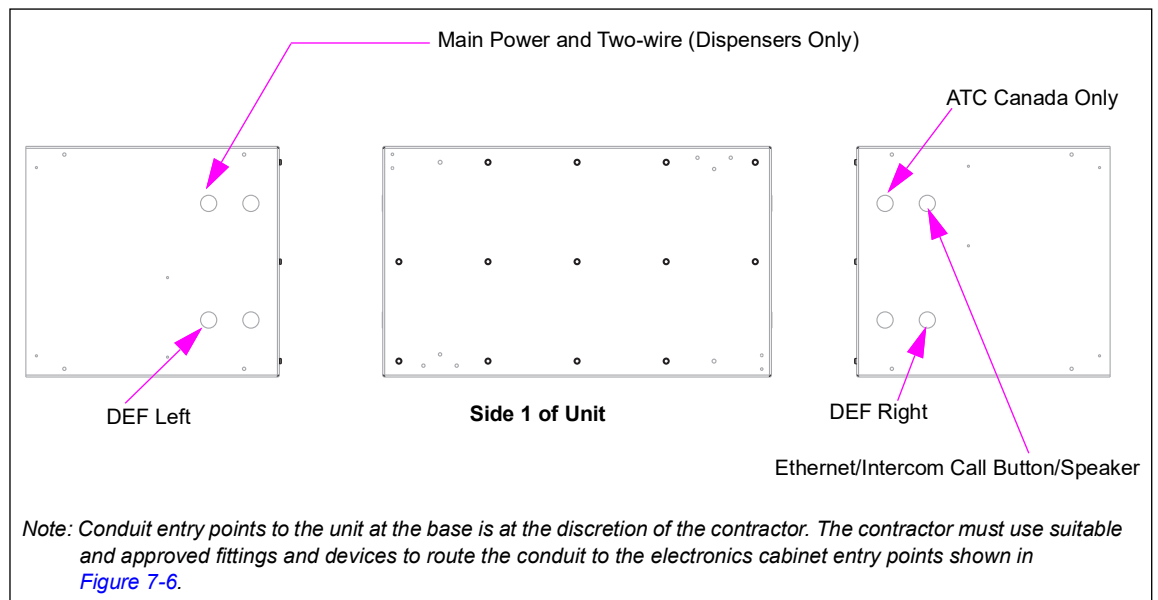 Main Power and Two-wire (Dispensers Only)
ATC Canada Only
DEF Left
Side 1 of Unit
DEF Right
Ethernet/Intercom Call Button/Speaker
Note: Conduit entry points to the unit at the base is at the discretion of the contractor. The contractor must use suitable
and approved fittings and devices to route the conduit to the electronics cabinet entry points shown in
Figure 7-6.